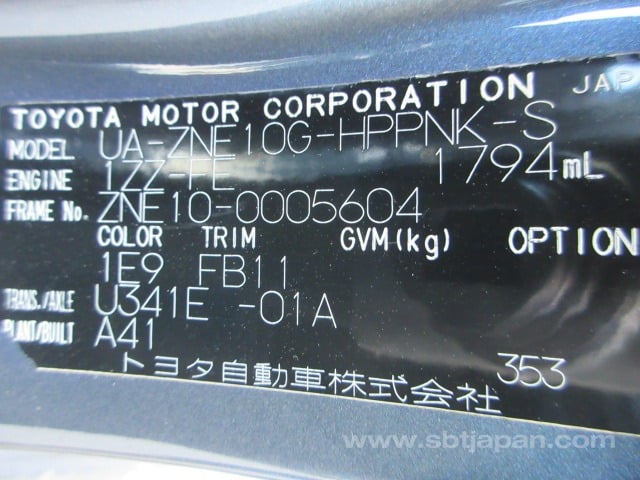 TOYOTA MOTOR CORPORATION JAP
MODEL UA-ZNE10G-HPPNK-S
ENGINE 1ZZ-FE 1794mL
FRAME No. ZNE10-0005604
COLOR TRIM GVM(kg) OPTION
1E9 FB11
TRANS./AXLE U341E -01A
PLANT/BUILT A41
トヨタ自動車株式会社 353
www.sbtjapan.com